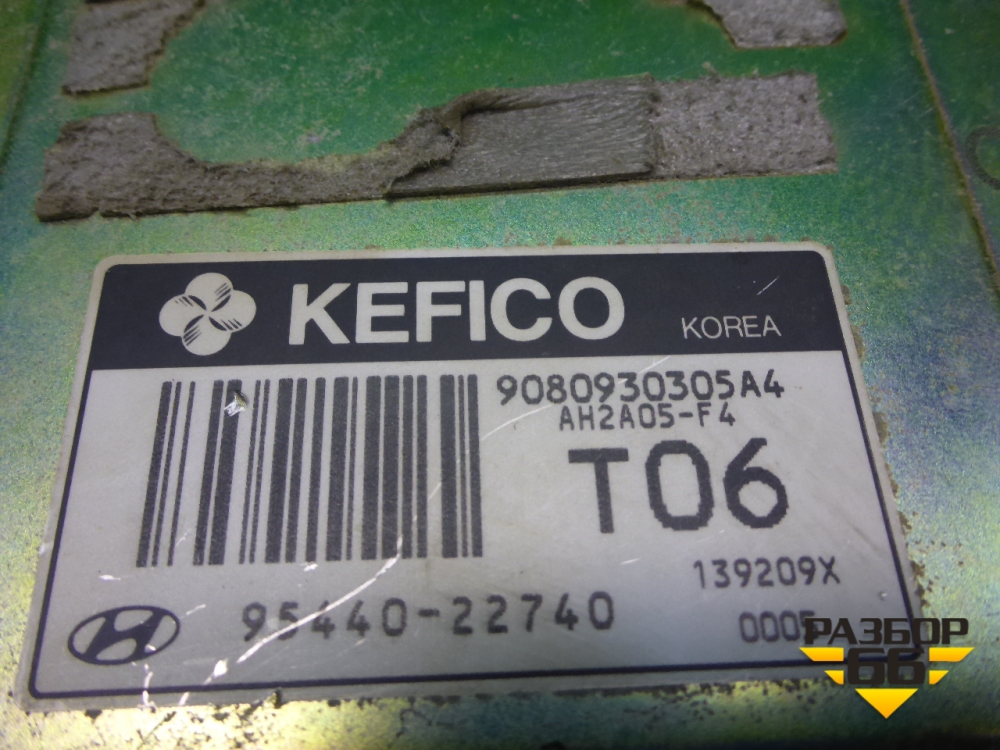 KEFICO KOREA
9080930305A4
AH2A05-F4
T06
139209X
95440-22740
0005
РАЗБОР
66